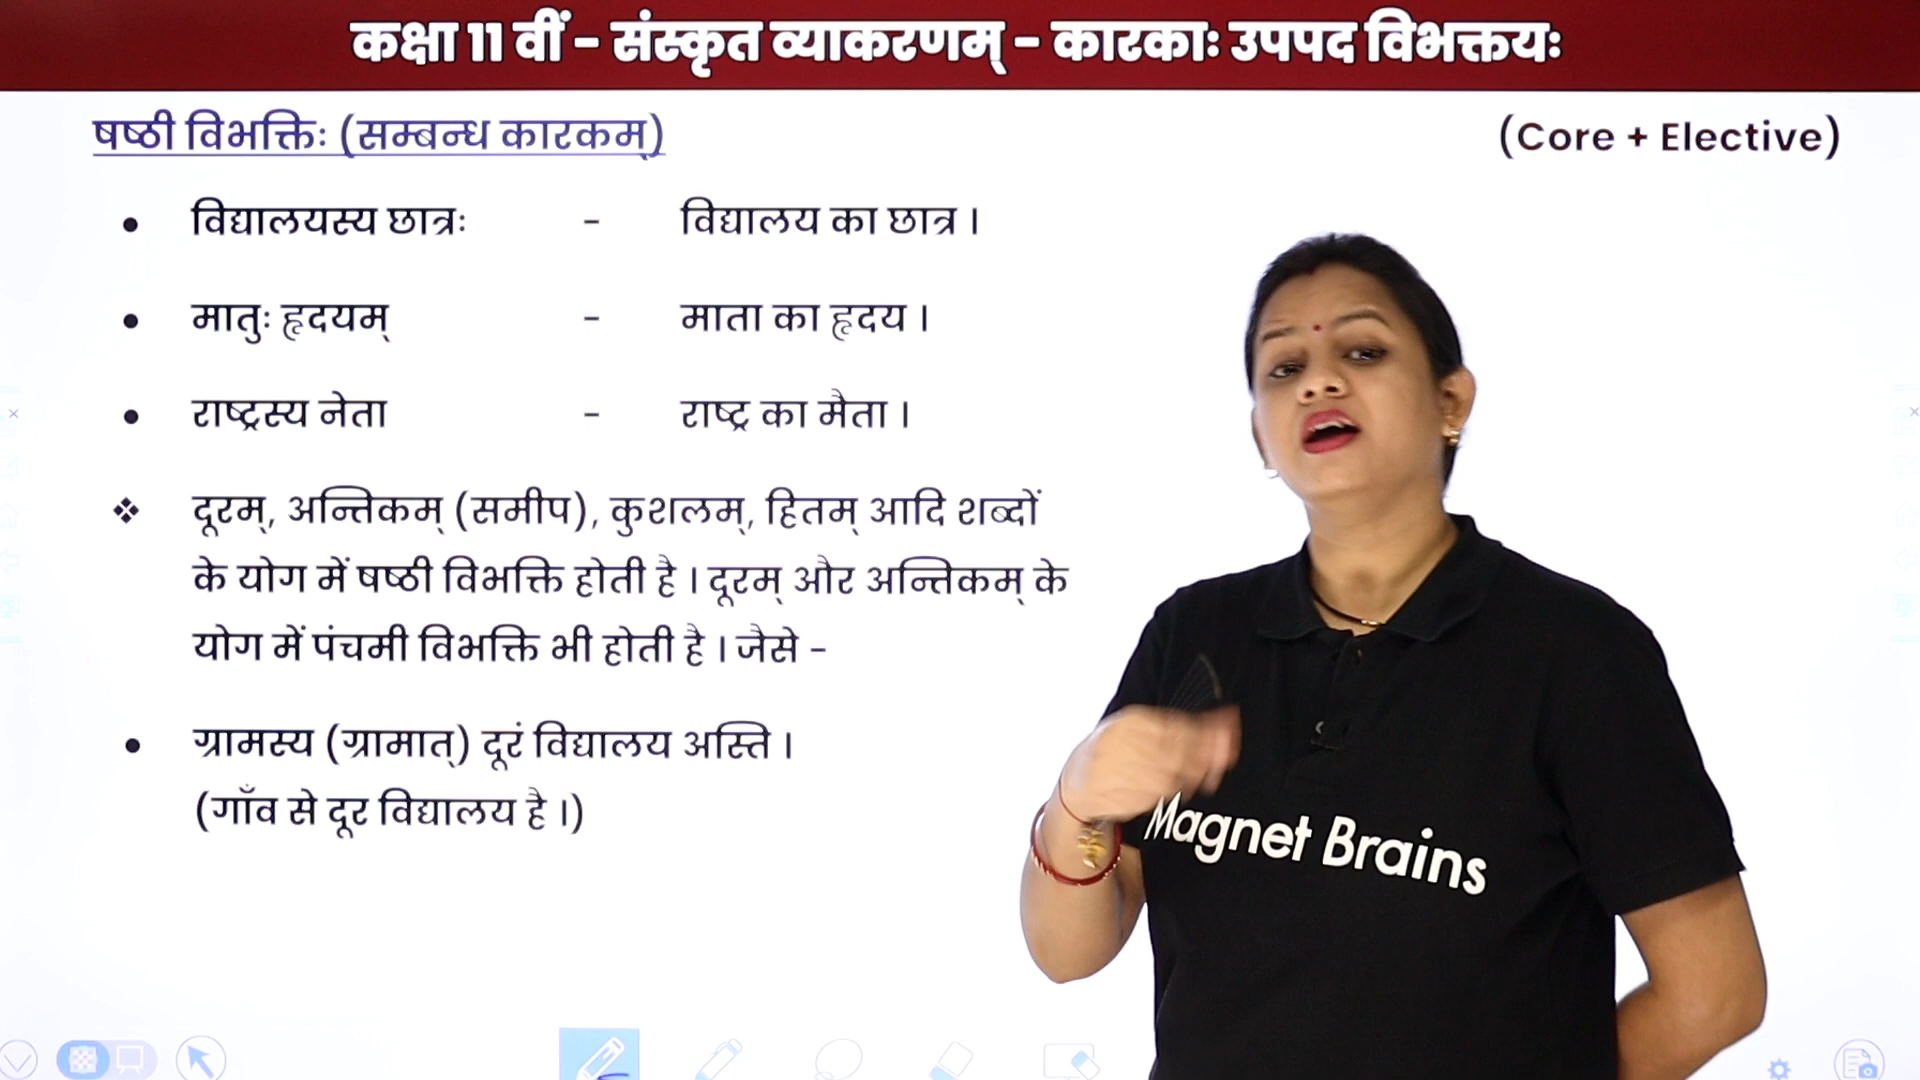 कक्षा 11 वीं - संस्कृत व्याकरणम् - कारकाः उपपद विभक्तयः
षष्ठी विभक्तिः (सम्बन्ध कारकम्)
(Core + Elective)
• विद्यालयस्य छात्रः - विद्यालय का छात्र ।
• मातुः हृदयम् - माता का हृदय ।
• राष्ट्रस्य नेता - राष्ट्र का मैता ।
❖ दूरम्, अन्तिकम् (समीप), कुशलम्, हितम् आदि शब्दों
के योग में षष्ठी विभक्ति होती है । दूरम् और अन्तिकम् के
योग में पंचमी विभक्ति भी होती है । जैसे -
• ग्रामस्य (ग्रामात्) दूरं विद्यालय अस्ति ।
(गाँव से दूर विद्यालय है ।)
Magnet Brains